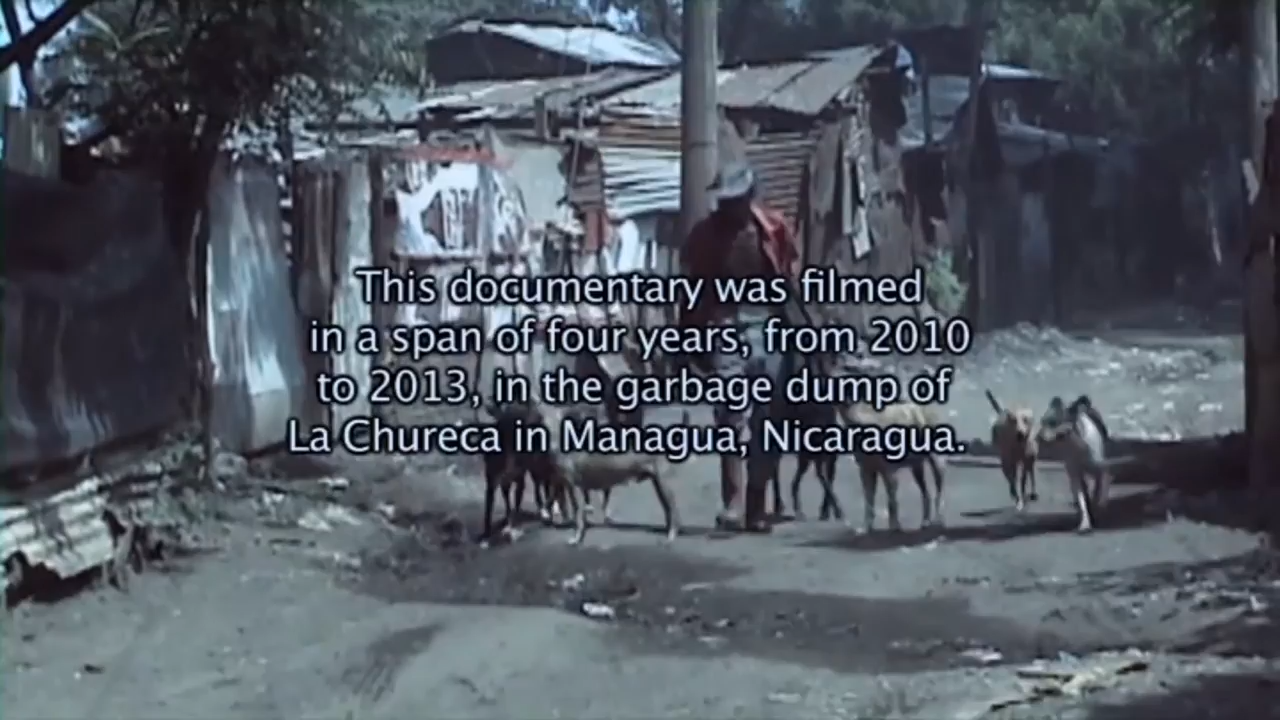 This documentary was filmed
in a span of four years, from 2010
to 2013, in the garbage dump of
La Chureca in Managua, Nicaragua.